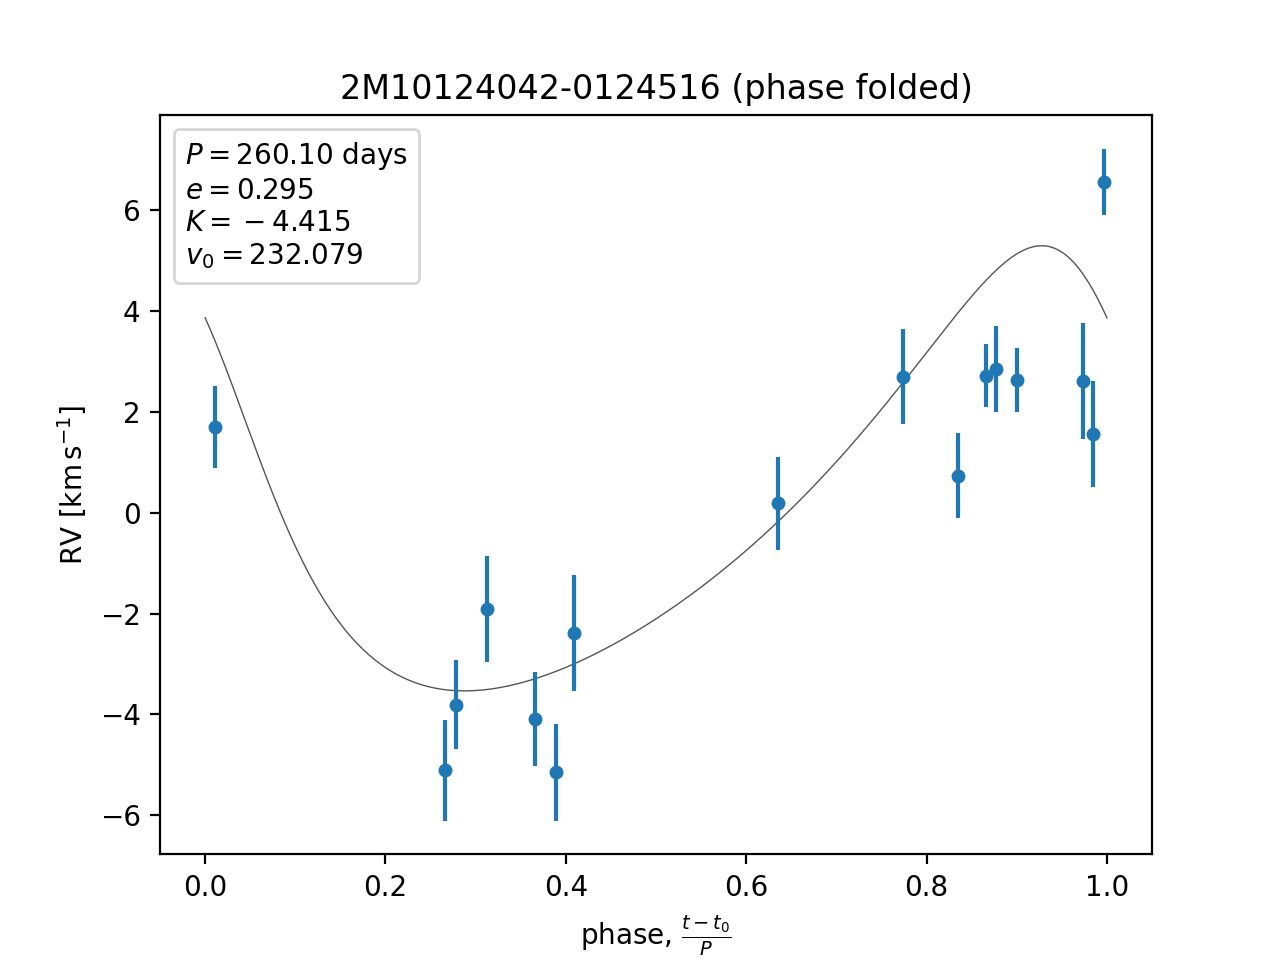 2M10124042-0124516 (phase folded)
P = 260.10 days
e = 0.295
K = −4.415
v₀ = 232.079
RV [km s⁻¹]
6
4
2
0
−2
−4
−6
0.0 0.2 0.4 0.6 0.8 1.0
phase, (t − t₀)/P